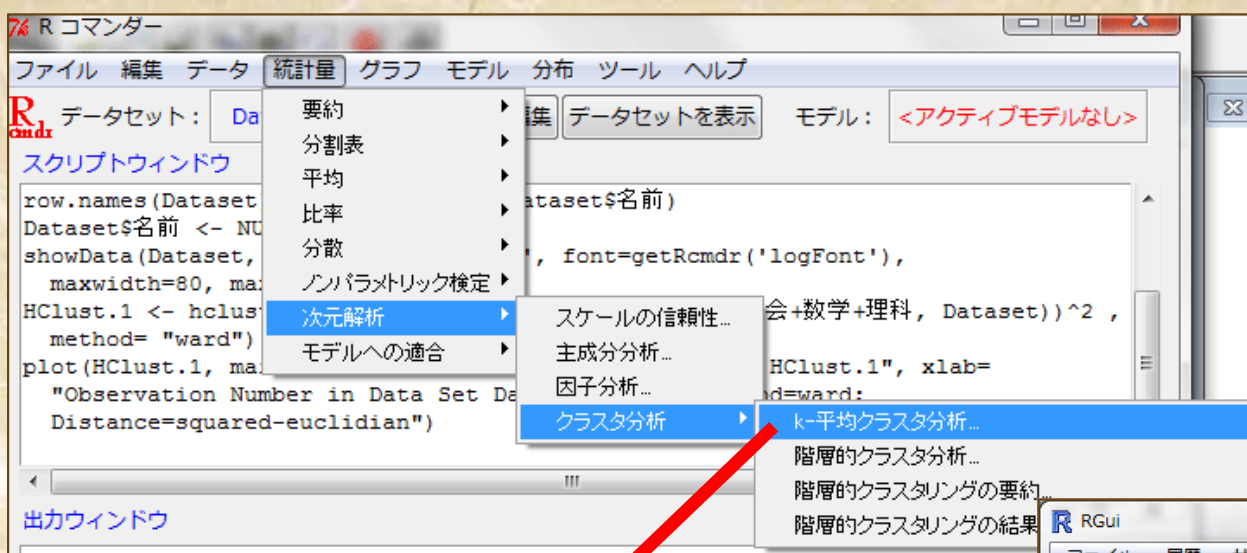 R コマンダー
ファイル 編集 データ 統計量 グラフ モデル 分布 ツール ヘルプ
R cmdr データセット： Da 集 データセットを表示 モデル： <アクティブモデルなし>
スクリプトウィンドウ
row.names(Dataset ataset$名前)
Dataset$名前 <- NU
showData(Dataset, ', font=getRcmdr('logFont'),
maxwidth=80, ma
HClust.1 <- hclus 会+数学+理科, Dataset))^2 ,
method= "ward")
plot(HClust.1, ma HClust.1", xlab=
"Observation Number in Data Set Da d=ward;
Distance=squared-euclidian")
要約
分割表
平均
比率
分散
ノンパラメトリック検定
次元解析
モデルへの適合
スケールの信頼性...
主成分分析...
因子分析...
クラスタ分析
k-平均クラスタ分析...
階層的クラスタ分析...
階層的クラスタリングの要約...
階層的クラスタリングの結果
出力ウィンドウ
R RGui